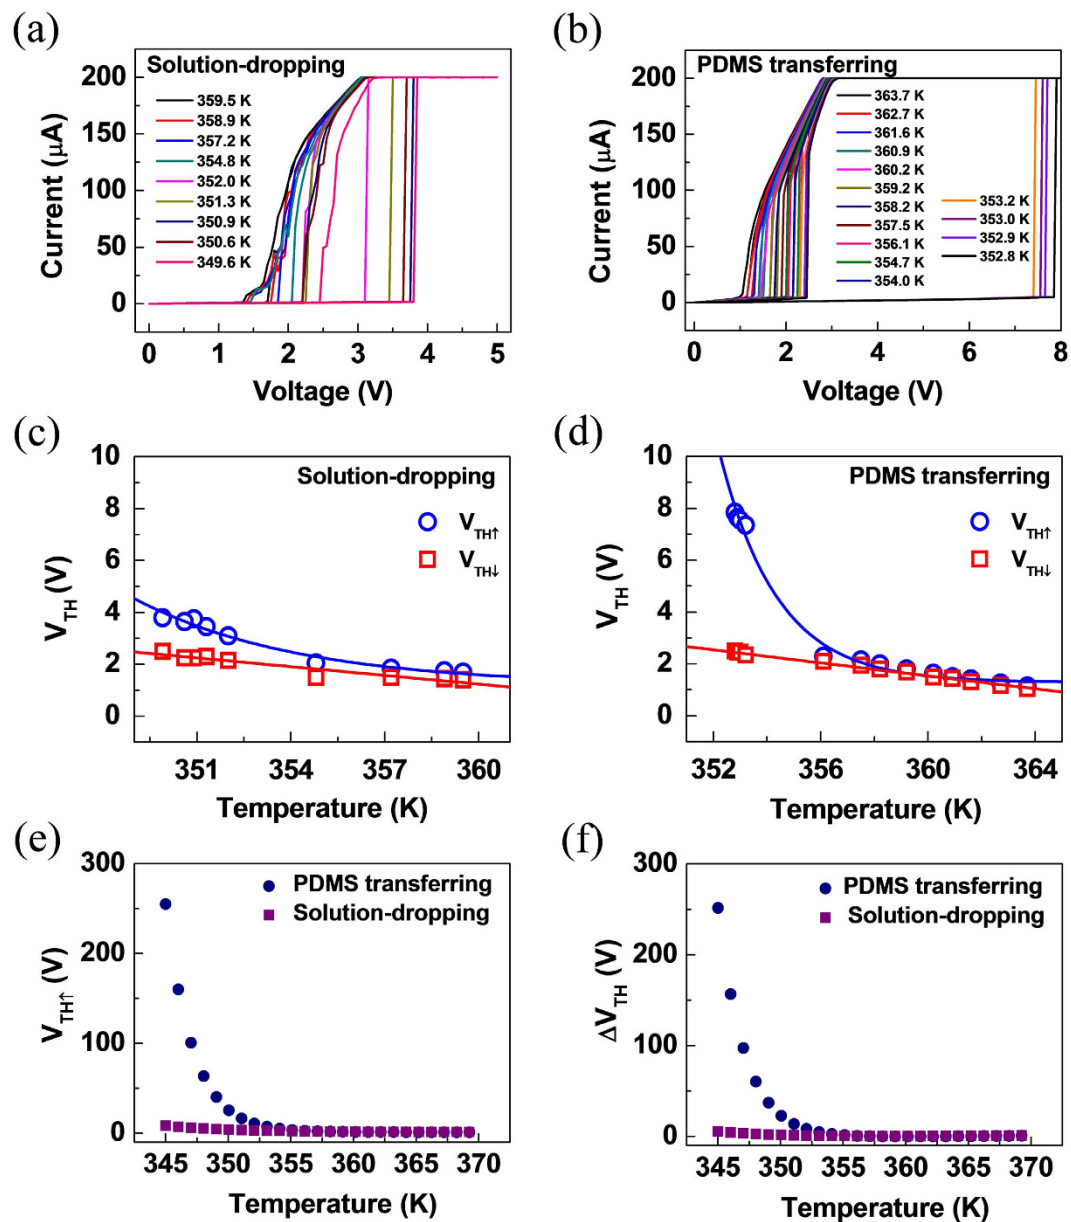 (a)
Solution-dropping
200
150
100
50
0
359.5 K
358.9 K
357.2 K
354.8 K
352.0 K
351.3 K
350.9 K
350.6 K
349.6 K
Current (μA)
0 1 2 3 4 5
Voltage (V)
(b)
PDMS transferring
200
150
100
50
0
363.7 K
362.7 K
361.6 K
360.9 K
360.2 K
359.2 K
358.2 K
357.5 K
356.1 K
354.7 K
354.0 K
353.2 K
353.0 K
352.9 K
352.8 K
Current (μA)
0 2 4 6 8
Voltage (V)
(c)
Solution-dropping
V_TH↑
V_TH↓
10
8
6
4
2
0
V_TH (V)
351 354 357 360
Temperature (K)
(d)
PDMS transferring
V_TH↑
V_TH↓
10
8
6
4
2
0
V_TH (V)
352 356 360 364
Temperature (K)
(e)
PDMS transferring
Solution-dropping
300
200
100
0
V_TH↑ (V)
345 350 355 360 365 370
Temperature (K)
(f)
PDMS transferring
Solution-dropping
300
200
100
0
ΔV_TH (V)
345 350 355 360 365 370
Temperature (K)